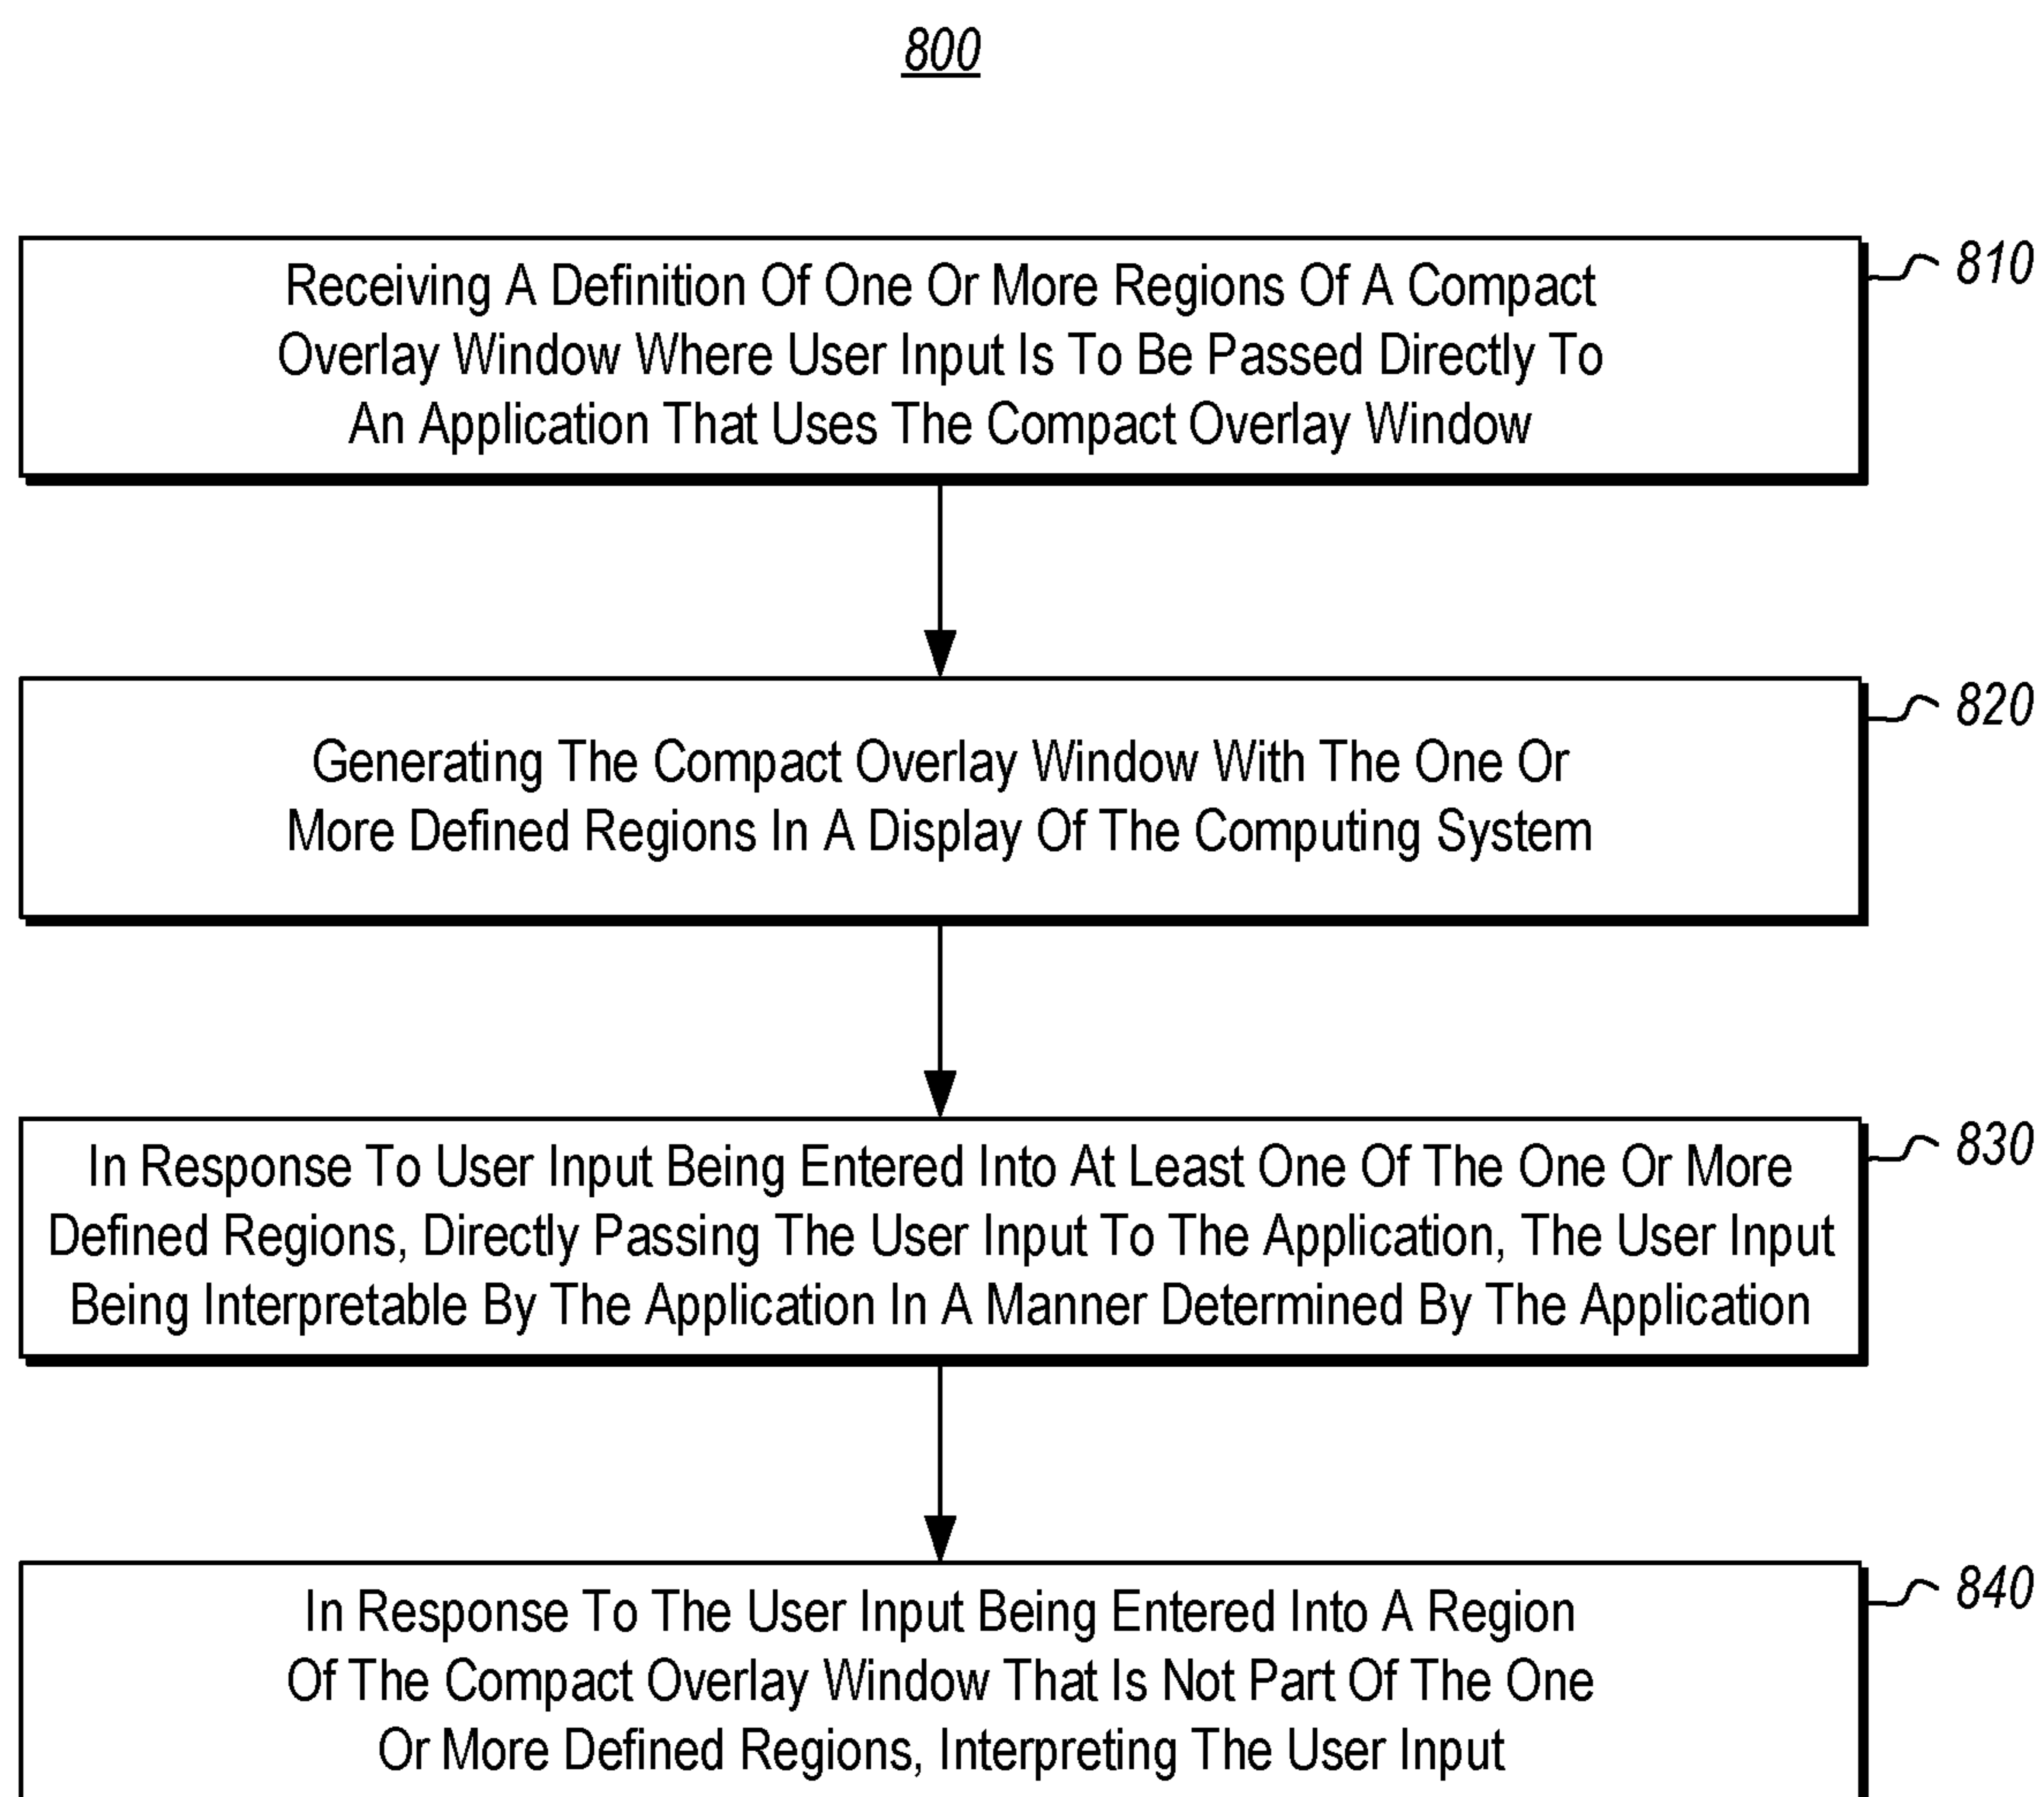 800
Receiving A Definition Of One Or More Regions Of A Compact
Overlay Window Where User Input Is To Be Passed Directly To
An Application That Uses The Compact Overlay Window
810
Generating The Compact Overlay Window With The One Or
More Defined Regions In A Display Of The Computing System
820
In Response To User Input Being Entered Into At Least One Of The One Or More
Defined Regions, Directly Passing The User Input To The Application, The User Input
Being Interpretable By The Application In A Manner Determined By The Application
830
In Response To The User Input Being Entered Into A Region
Of The Compact Overlay Window That Is Not Part Of The One
Or More Defined Regions, Interpreting The User Input
840